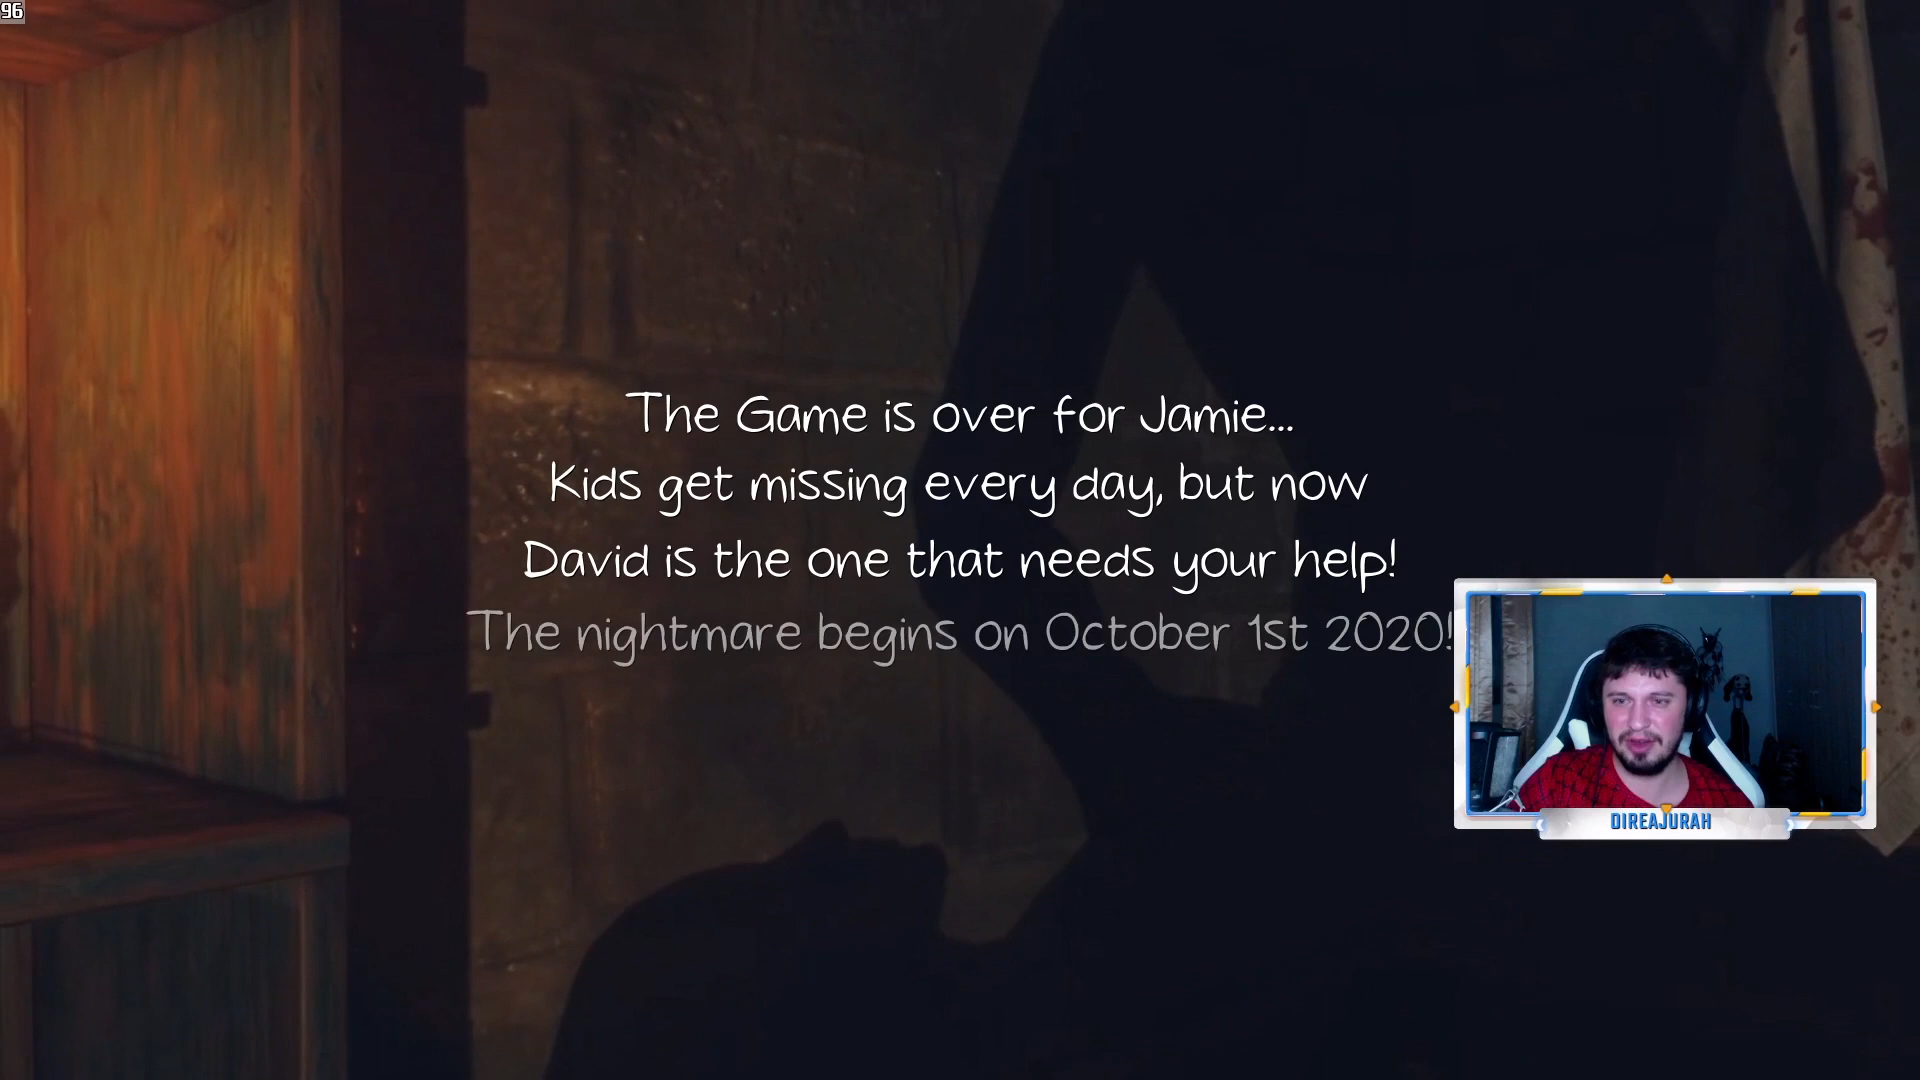 96
The Game is over for Jamie...
Kids get missing every day, but now
David is the one that needs your help!
The nightmare begins on October 1st 2020!
DIREAJURAH